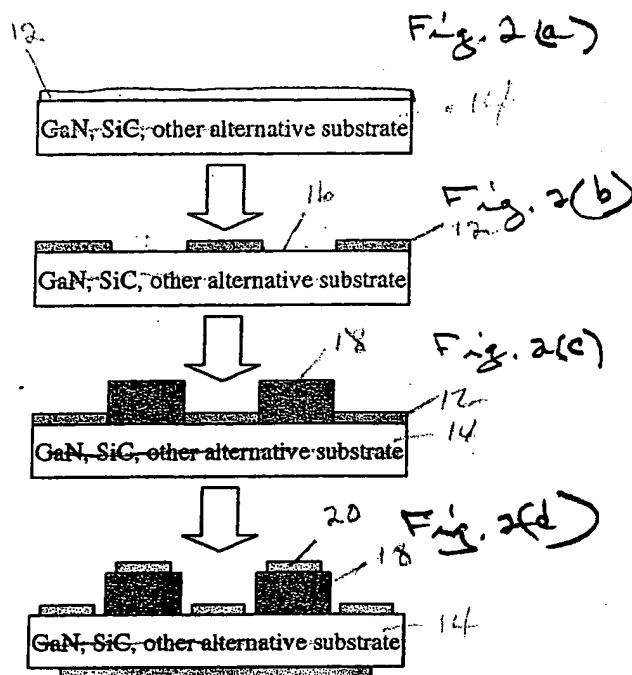 Fig. 2(a)
12
14
GaN, SiC, other alternative substrate
Fig. 2(b)
16
12
GaN, SiC, other alternative substrate
Fig. 2(c)
18
12
14
GaN, SiC, other alternative substrate
Fig. 2(d)
20
18
14
GaN, SiC, other alternative substrate